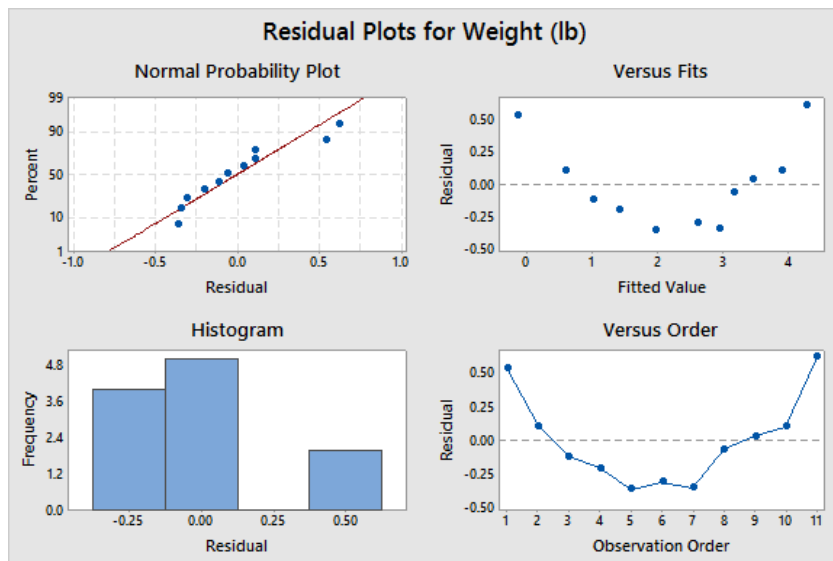 Residual Plots for Weight (lb)
Normal Probability Plot
99
90
50
10
1
Percent
-1.0 -0.5 0.0 0.5 1.0
Residual
Versus Fits
0.50
0.25
0.00
-0.25
-0.50
Residual
0 1 2 3 4
Fitted Value
Histogram
4.8
3.6
2.4
1.2
0.0
Frequency
-0.25 0.00 0.25 0.50
Residual
Versus Order
0.50
0.25
0.00
-0.25
-0.50
Residual
1 2 3 4 5 6 7 8 9 10 11
Observation Order